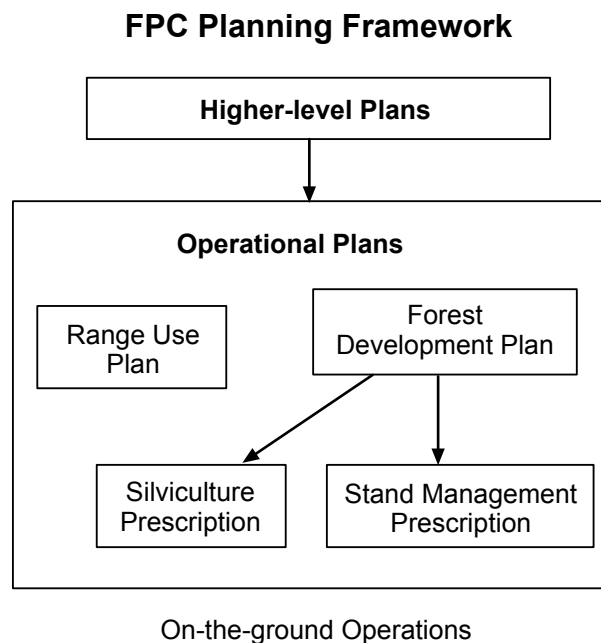 FPC Planning Framework
Higher-level Plans
Operational Plans
Range Use
Plan
Forest
Development Plan
Silviculture
Prescription
Stand Management
Prescription
On-the-ground Operations